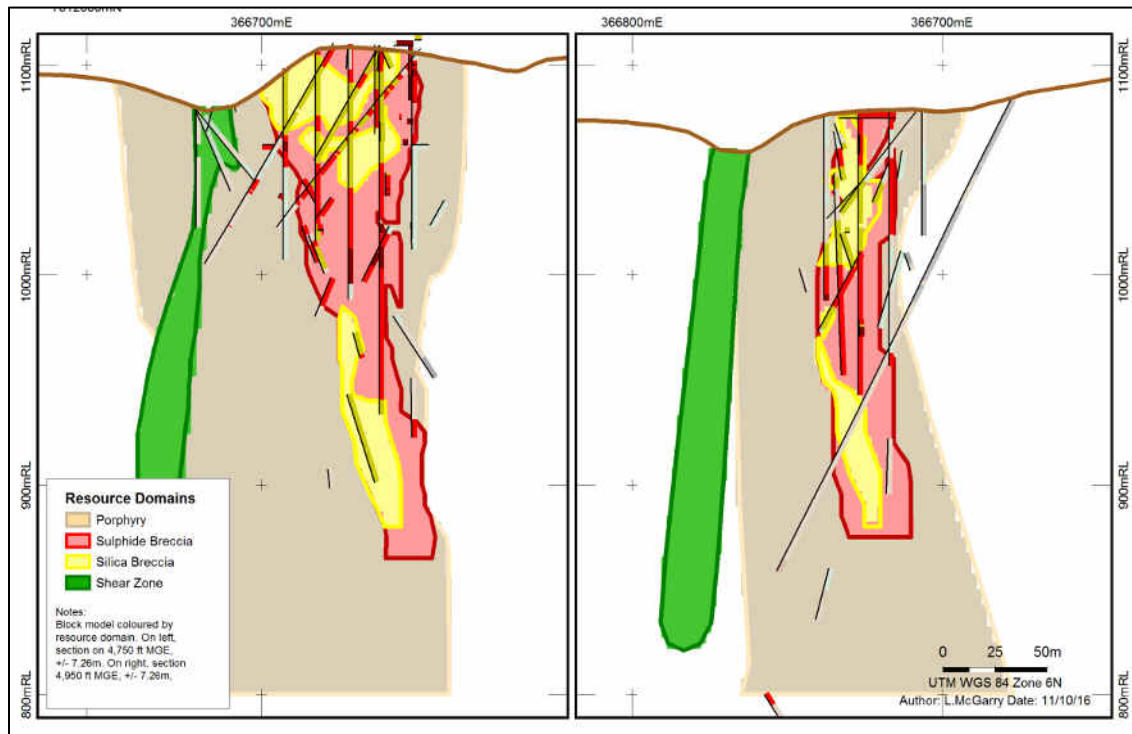 366700mE
366800mE
366700mE
1100mRL
1000mRL
900mRL
800mRL
1100mRL
1000mRL
900mRL
800mRL
Resource Domains
Porphyry
Sulphide Breccia
Silica Breccia
Shear Zone
Notes:
Block model coloured by
resource domain. On left,
section on 4,750 ft MGE,
+/- 7.26m. On right, section
4,950 ft MGE, +/- 7.26m,
0 25 50m
UTM WGS 84 Zone 6N
Author: L.McGarry Date: 11/10/16